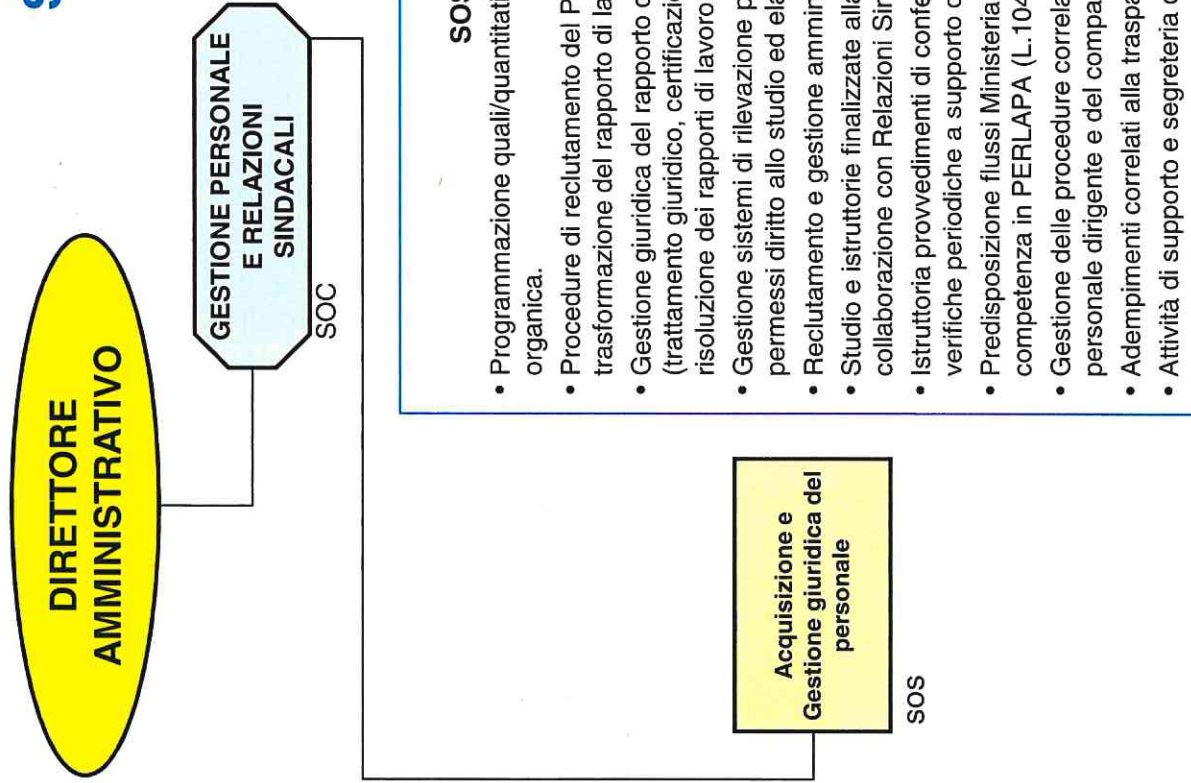 DIRETTORE
AMMINISTRATIVO
GESTIONE PERSONALE
E RELAZIONI
SINDACALI
SOC
Acquisizione e
Gestione giuridica del
personale
SOS
SOS
• Programmazione quali/quantitati
organica.
• Procedure di reclutamento del P
trasformazione del rapporto di la
• Gestione giuridica del rapporto
(trattamento giuridico, certificazio
risoluzione dei rapporti di lavoro
• Gestione sistemi di rilevazione p
permessi diritto allo studio ed ela
• Reclutamento e gestione ammin
• Studio e istruttorie finalizzate alla
collaborazione con Relazioni Sin
• Istruttoria provvedimenti di confe
verifiche periodiche a supporto
• Predisposizione flussi Ministeria
competenza in PERLAPA (L.104
• Gestione delle procedure correla
personale dirigente e del compa
• Adempimenti correlati alla traspa
• Attività di supporto e segreteria